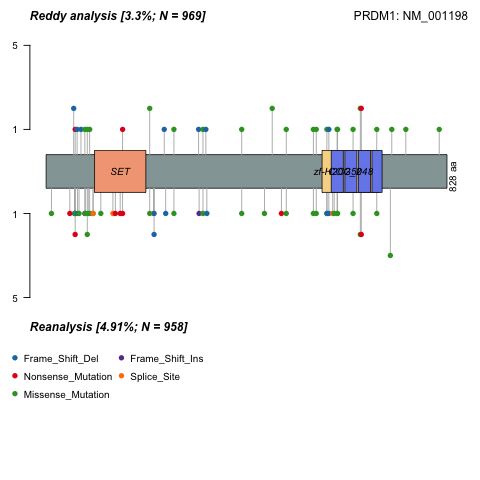 Reddy analysis [3.3%; N = 969]
PRDM1: NM_001198
5
1
SET
828 aa
1
5
Reanalysis [4.91%; N = 958]
Frame_Shift_Del
Frame_Shift_Ins
Nonsense_Mutation
Splice_Site
Missense_Mutation